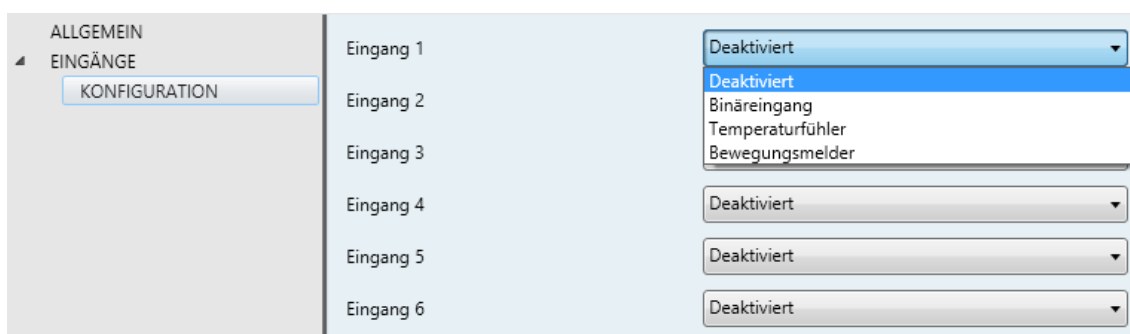 ALLGEMEIN
EINGÄNGE
KONFIGURATION
Eingang 1
Deaktiviert
Deaktiviert
Binäreingang
Temperaturfühler
Bewegungsmelder
Eingang 2
Eingang 3
Eingang 4
Deaktiviert
Eingang 5
Deaktiviert
Eingang 6
Deaktiviert